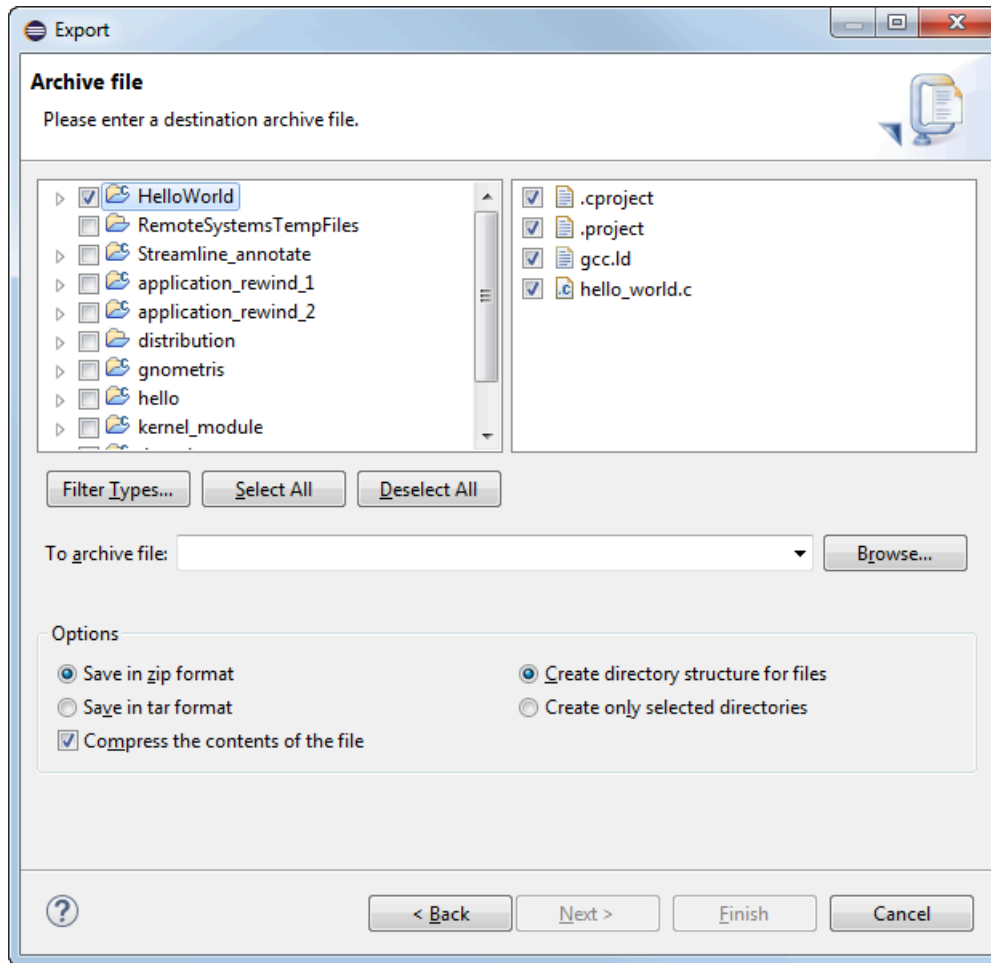 Export
Archive file
Please enter a destination archive file.
HelloWorld
RemoteSystemsTempFiles
Streamline_annotate
application_rewind_1
application_rewind_2
distribution
gnometris
hello
kernel_module
.cproject
.project
gcc.ld
hello_world.c
Filter Types... Select All Deselect All
To archive file: Browse...
Options
Save in zip format
Save in tar format
Compress the contents of the file
Create directory structure for files
Create only selected directories
? < Back Next > Finish Cancel